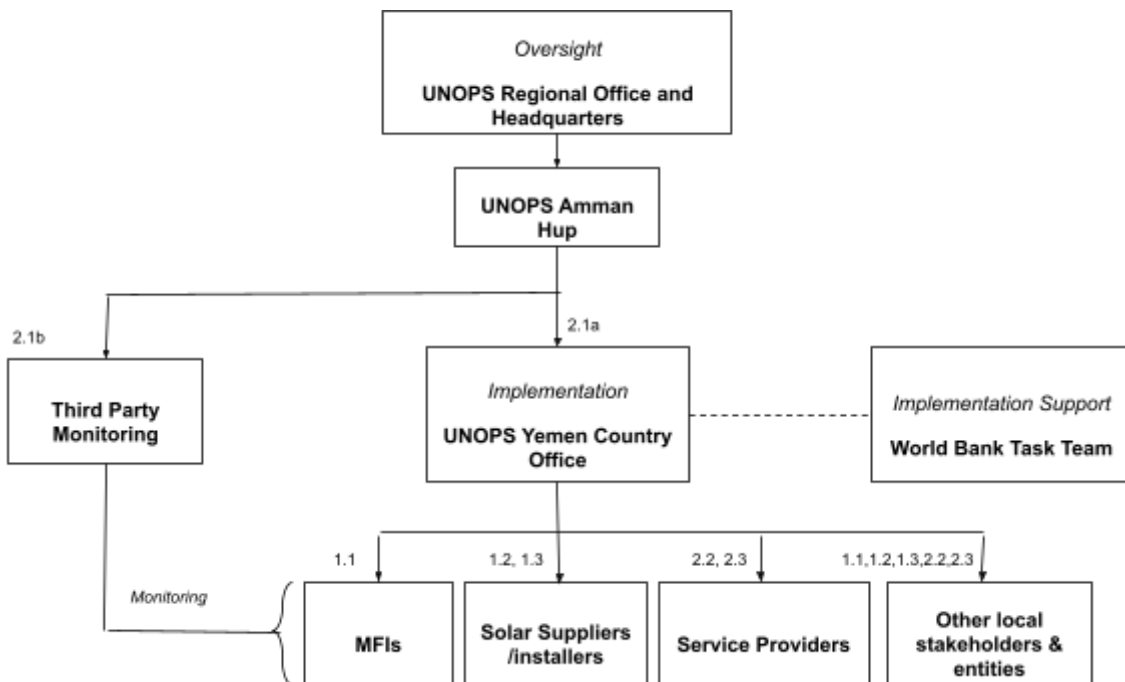 Oversight
UNOPS Regional Office and
Headquarters
UNOPS Amman
Hup
2.1b
2.1a
Third Party
Monitoring
Implementation
UNOPS Yemen Country
Office
Implementation Support
World Bank Task Team
1.1
1.2, 1.3
2.2, 2.3
1.1,1.2,1.3,2.2,2.3
Monitoring
MFIs
Solar Suppliers
/installers
Service Providers
Other local
stakeholders &
entities